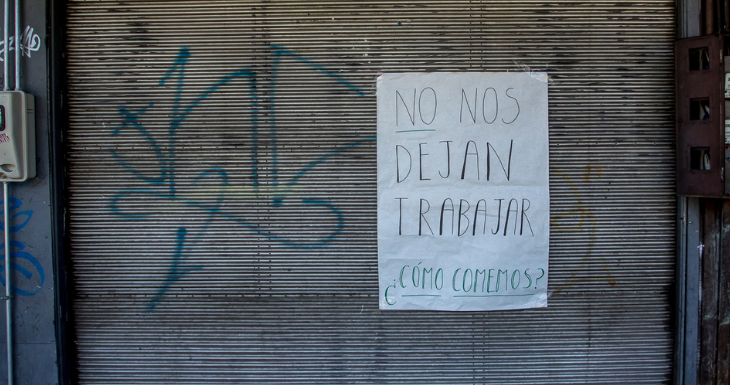 NO NOS
DEJAN
TRABAJAR
¿CÓMO COMEMOS?